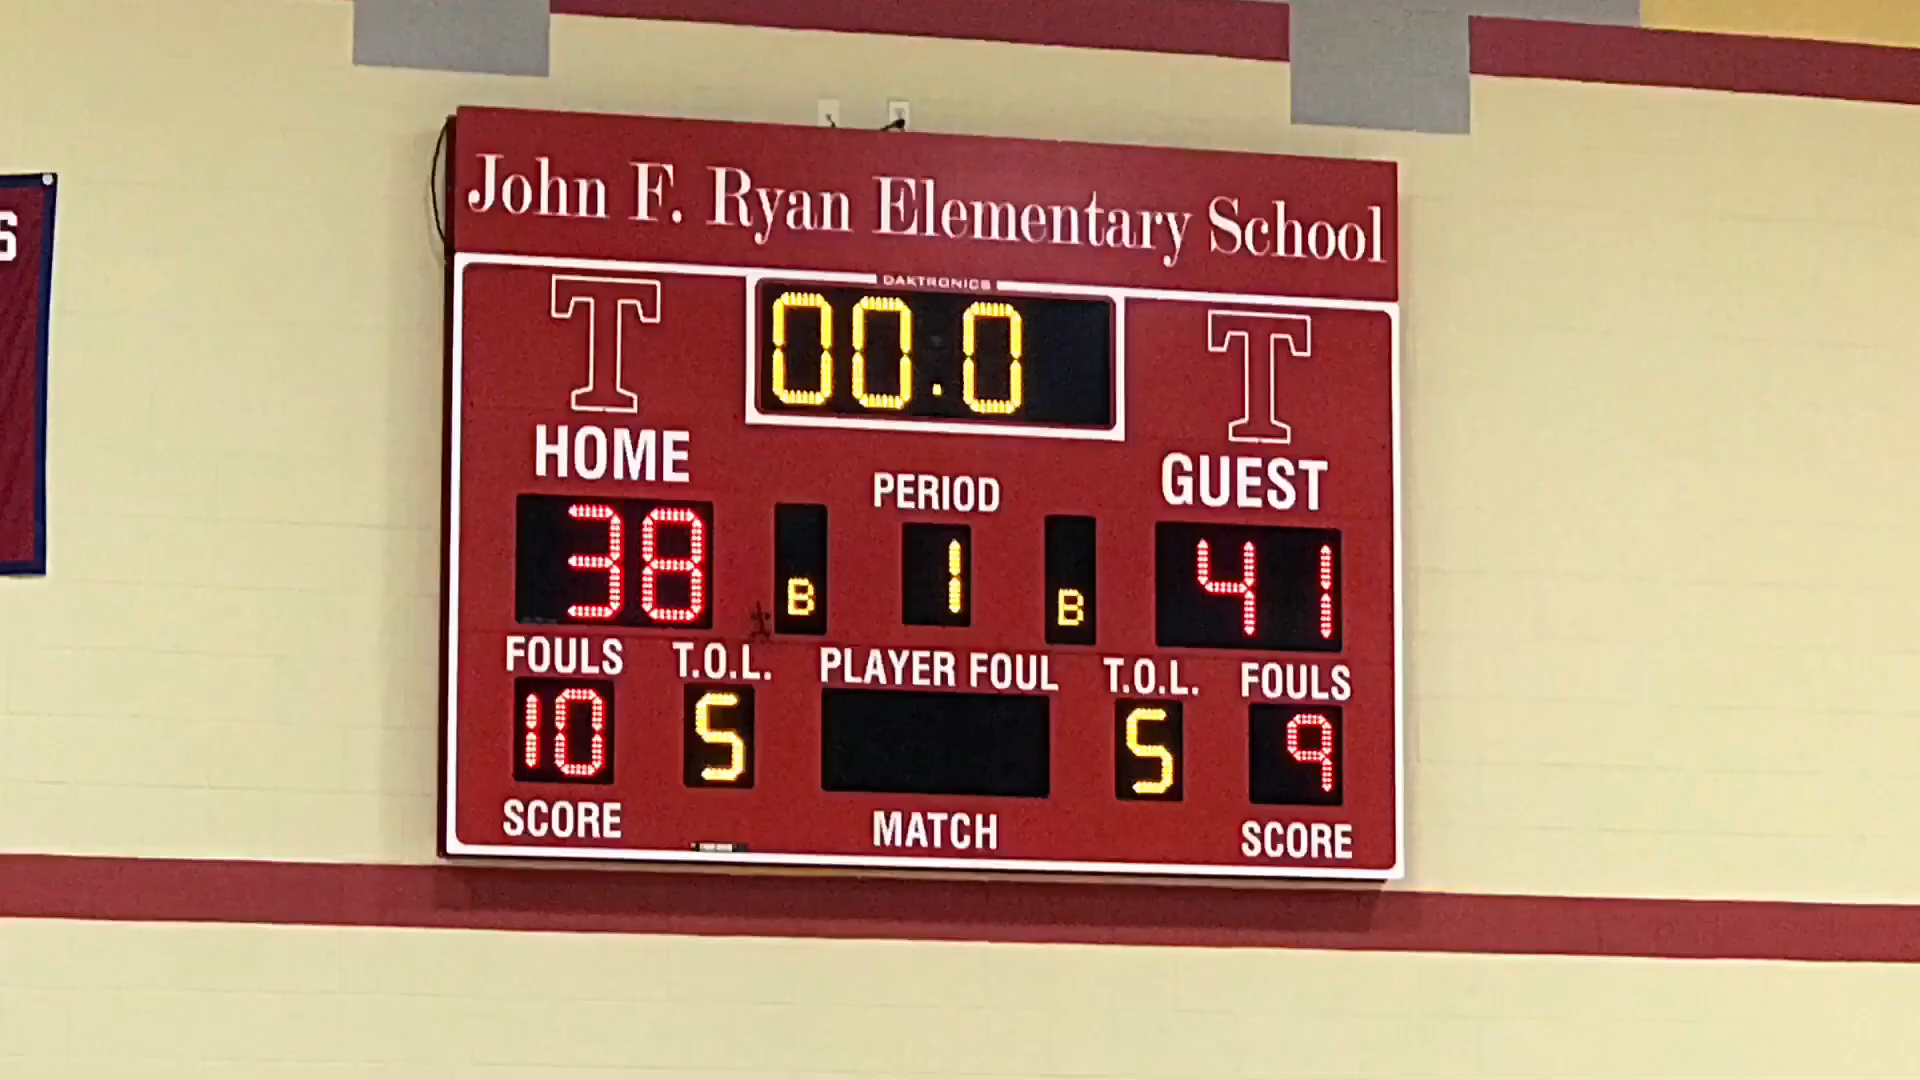 S
John F. Ryan Elementary School
DAKTRONICS
T 00.0 T
HOME PERIOD GUEST
38 B 1 B 41
FOULS T.O.L. PLAYER FOUL T.O.L. FOULS
10 5 5 9
SCORE MATCH SCORE